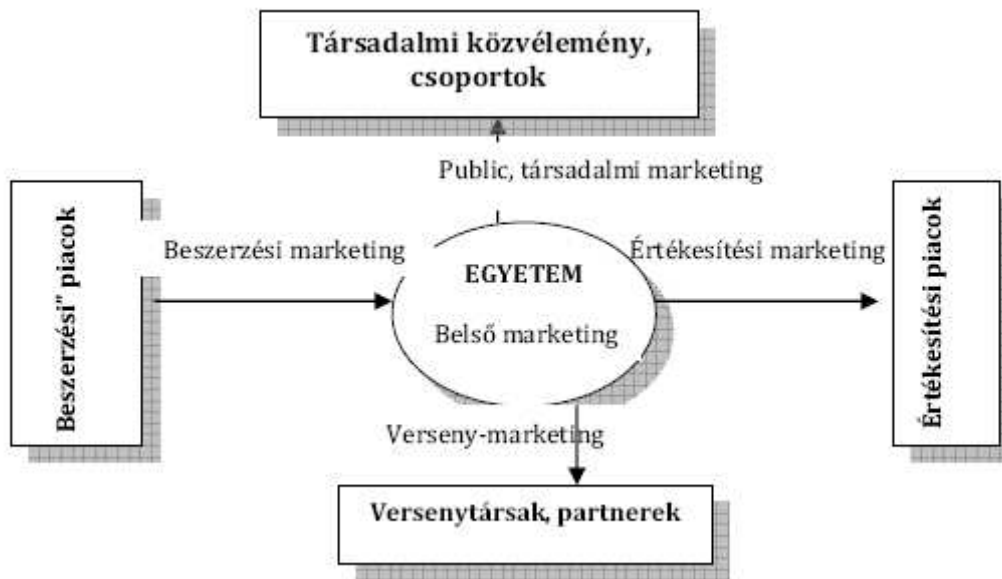 Társadalmi közvélemény,
csoportok
Public, társadalmi marketing
Beszerzési" piacok
Beszerzési marketing
EGYETEM
Belső marketing
Értékesítési marketing
Értékesítési piacok
Verseny-marketing
Versenytársak, partnerek